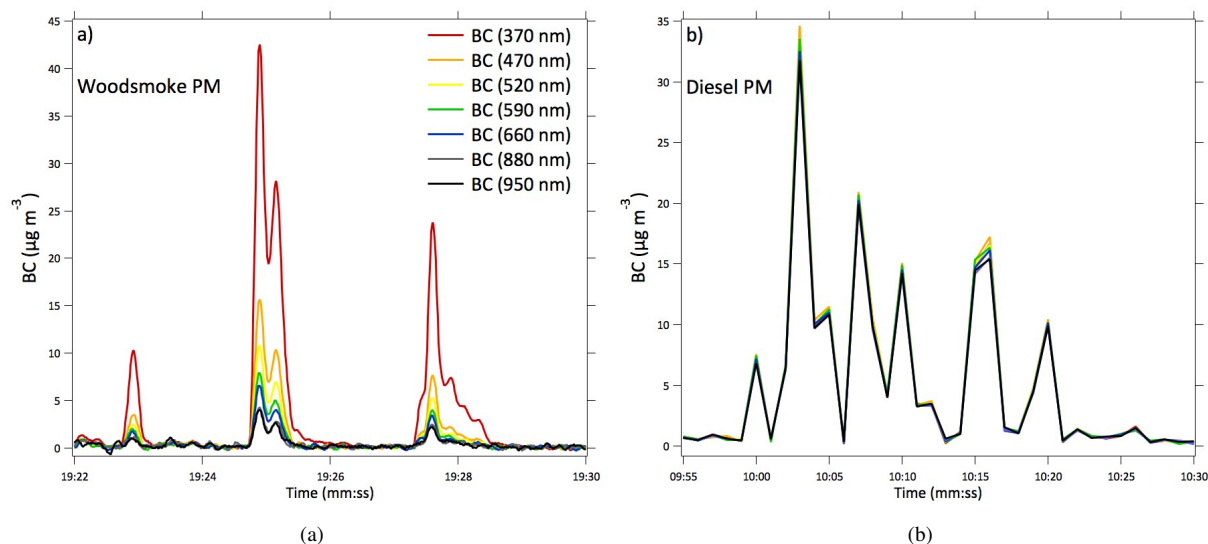 a)
Woodsmoke PM
BC (370 nm)
BC (470 nm)
BC (520 nm)
BC (590 nm)
BC (660 nm)
BC (880 nm)
BC (950 nm)
45
40
35
30
25
20
15
10
5
0
BC (µg m⁻³)
19:22
19:24
19:26
19:28
19:30
Time (mm:ss)
(a)
b)
Diesel PM
35
30
25
20
15
10
5
0
BC (µg m⁻³)
09:55
10:00
10:05
10:10
10:15
10:20
10:25
10:30
Time (mm:ss)
(b)